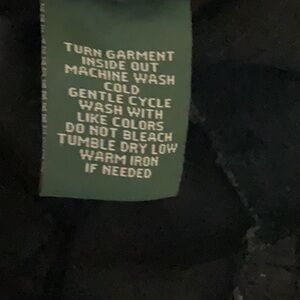 TURN GARMENT
INSIDE OUT
MACHINE WASH
COLD
GENTLE CYCLE
WASH WITH
LIKE COLORS
DO NOT BLEACH
TUMBLE DRY LOW
WARM IRON
IF NEEDED